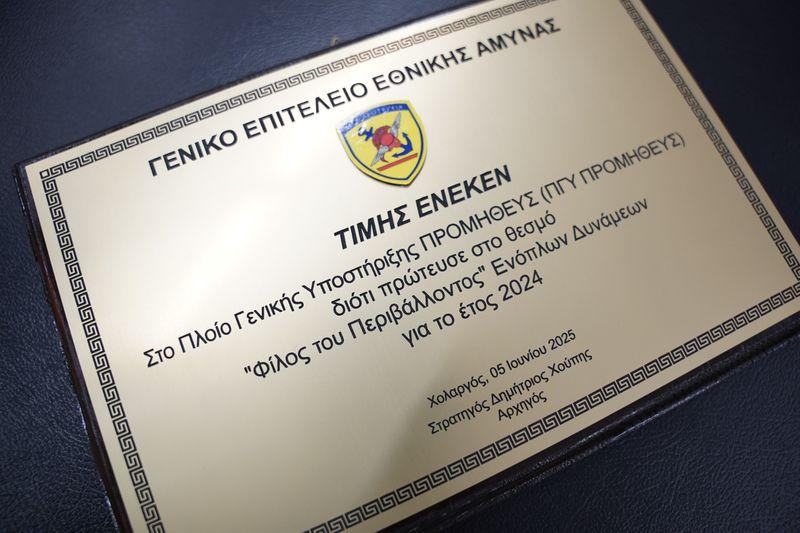 ΓΕΝΙΚΟ ΕΠΙΤΕΛΕΙΟ ΕΘΝΙΚΗΣ ΑΜΥΝΑΣ
ΤΙΜΗΣ ΕΝΕΚΕΝ
Στο Πλοίο Γενικής Υποστήριξης ΠΡΟΜΗΘΕΥΣ (ΠΓΥ ΠΡΟΜΗΘΕΥΣ)
διότι πρώτευσε στο θεσμό
"Φίλος του Περιβάλλοντος" Ενόπλων Δυνάμεων
για το έτος 2024
Χολαργός, 05 Ιουνίου 2025
Στρατηγός Δημήτριος Χούπης
Αρχηγός